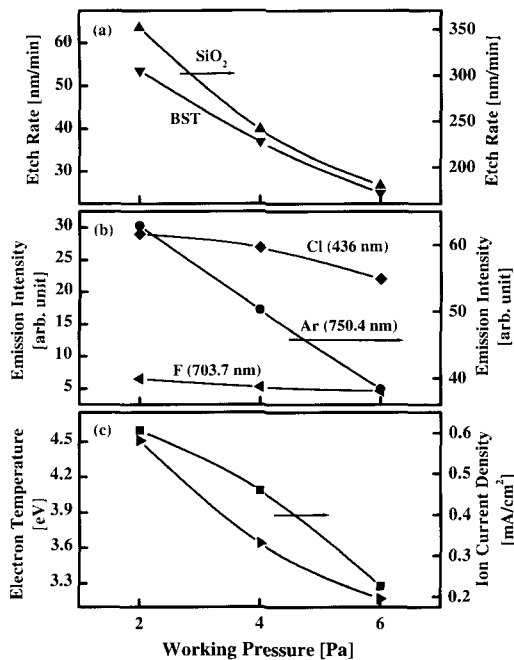 (a)
SiO2
BST
60
50
40
30
Etch Rate [nm/min]
350
300
250
200
Etch Rate [nm/min]
(b)
Cl (436 nm)
Ar (750.4 nm)
F (703.7 nm)
30
25
20
15
10
5
Emission Intensity
[arb. unit]
60
50
40
Emission Intensity
[arb. unit]
(c)
4.5
4.2
3.9
3.6
3.3
Electron Temperature
[eV]
0.6
0.5
0.4
0.3
0.2
Ion Current Density
[mA/cm2]
2
4
6
Working Pressure [Pa]